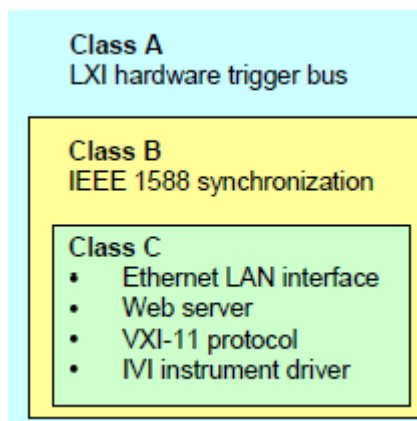 Class A
LXI hardware trigger bus
Class B
IEEE 1588 synchronization
Class C
• Ethernet LAN interface
• Web server
• VXI-11 protocol
• IVI instrument driver